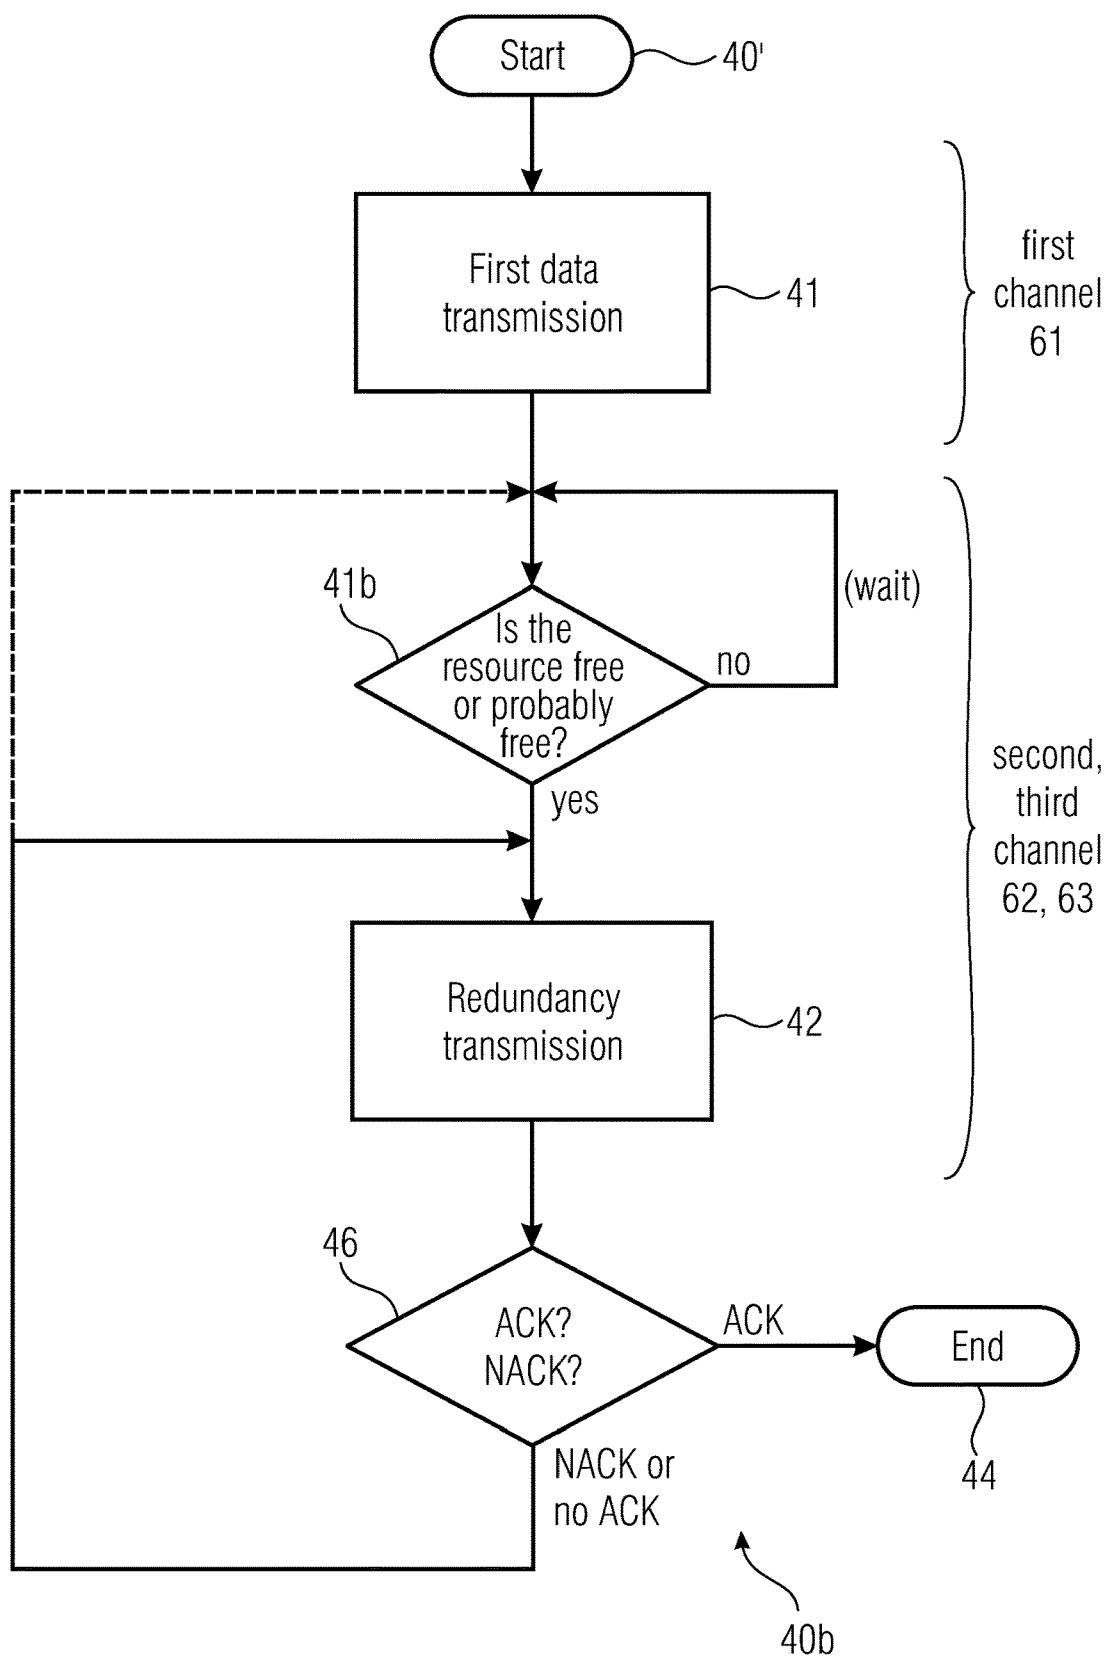 Start
40'
First data
transmission
41
first
channel
61
41b
Is the
resource free
or probably
free?
no
(wait)
yes
second,
third
channel
62, 63
Redundancy
transmission
42
46
ACK?
NACK?
ACK
End
44
NACK or
no ACK
40b